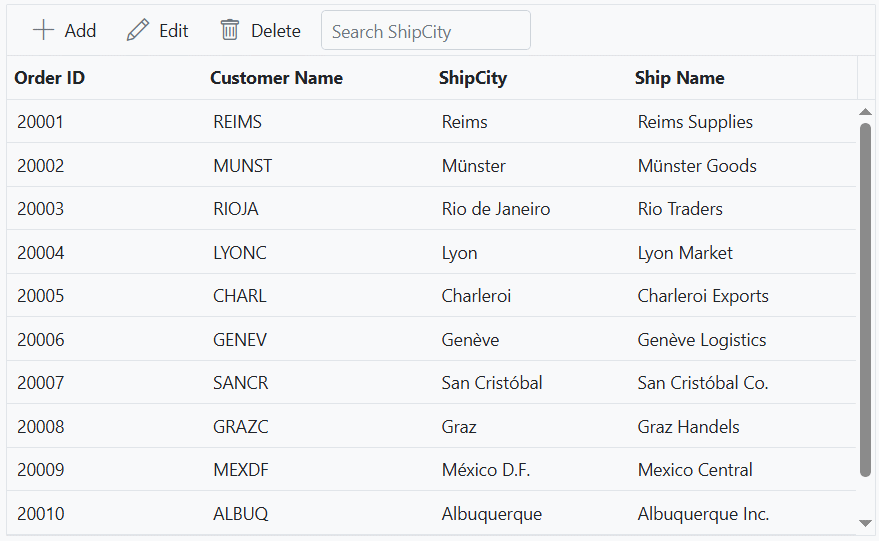 Add Edit Delete Search ShipCity
Order ID Customer Name ShipCity Ship Name
20001 REIMS Reims Reims Supplies
20002 MUNST Münster Münster Goods
20003 RIOJA Rio de Janeiro Rio Traders
20004 LYONC Lyon Lyon Market
20005 CHARL Charleroi Charleroi Exports
20006 GENEV Genève Genève Logistics
20007 SANCR San Cristóbal San Cristóbal Co.
20008 GRAZC Graz Graz Handels
20009 MEXDF México D.F. Mexico Central
20010 ALBUQ Albuquerque Albuquerque Inc.